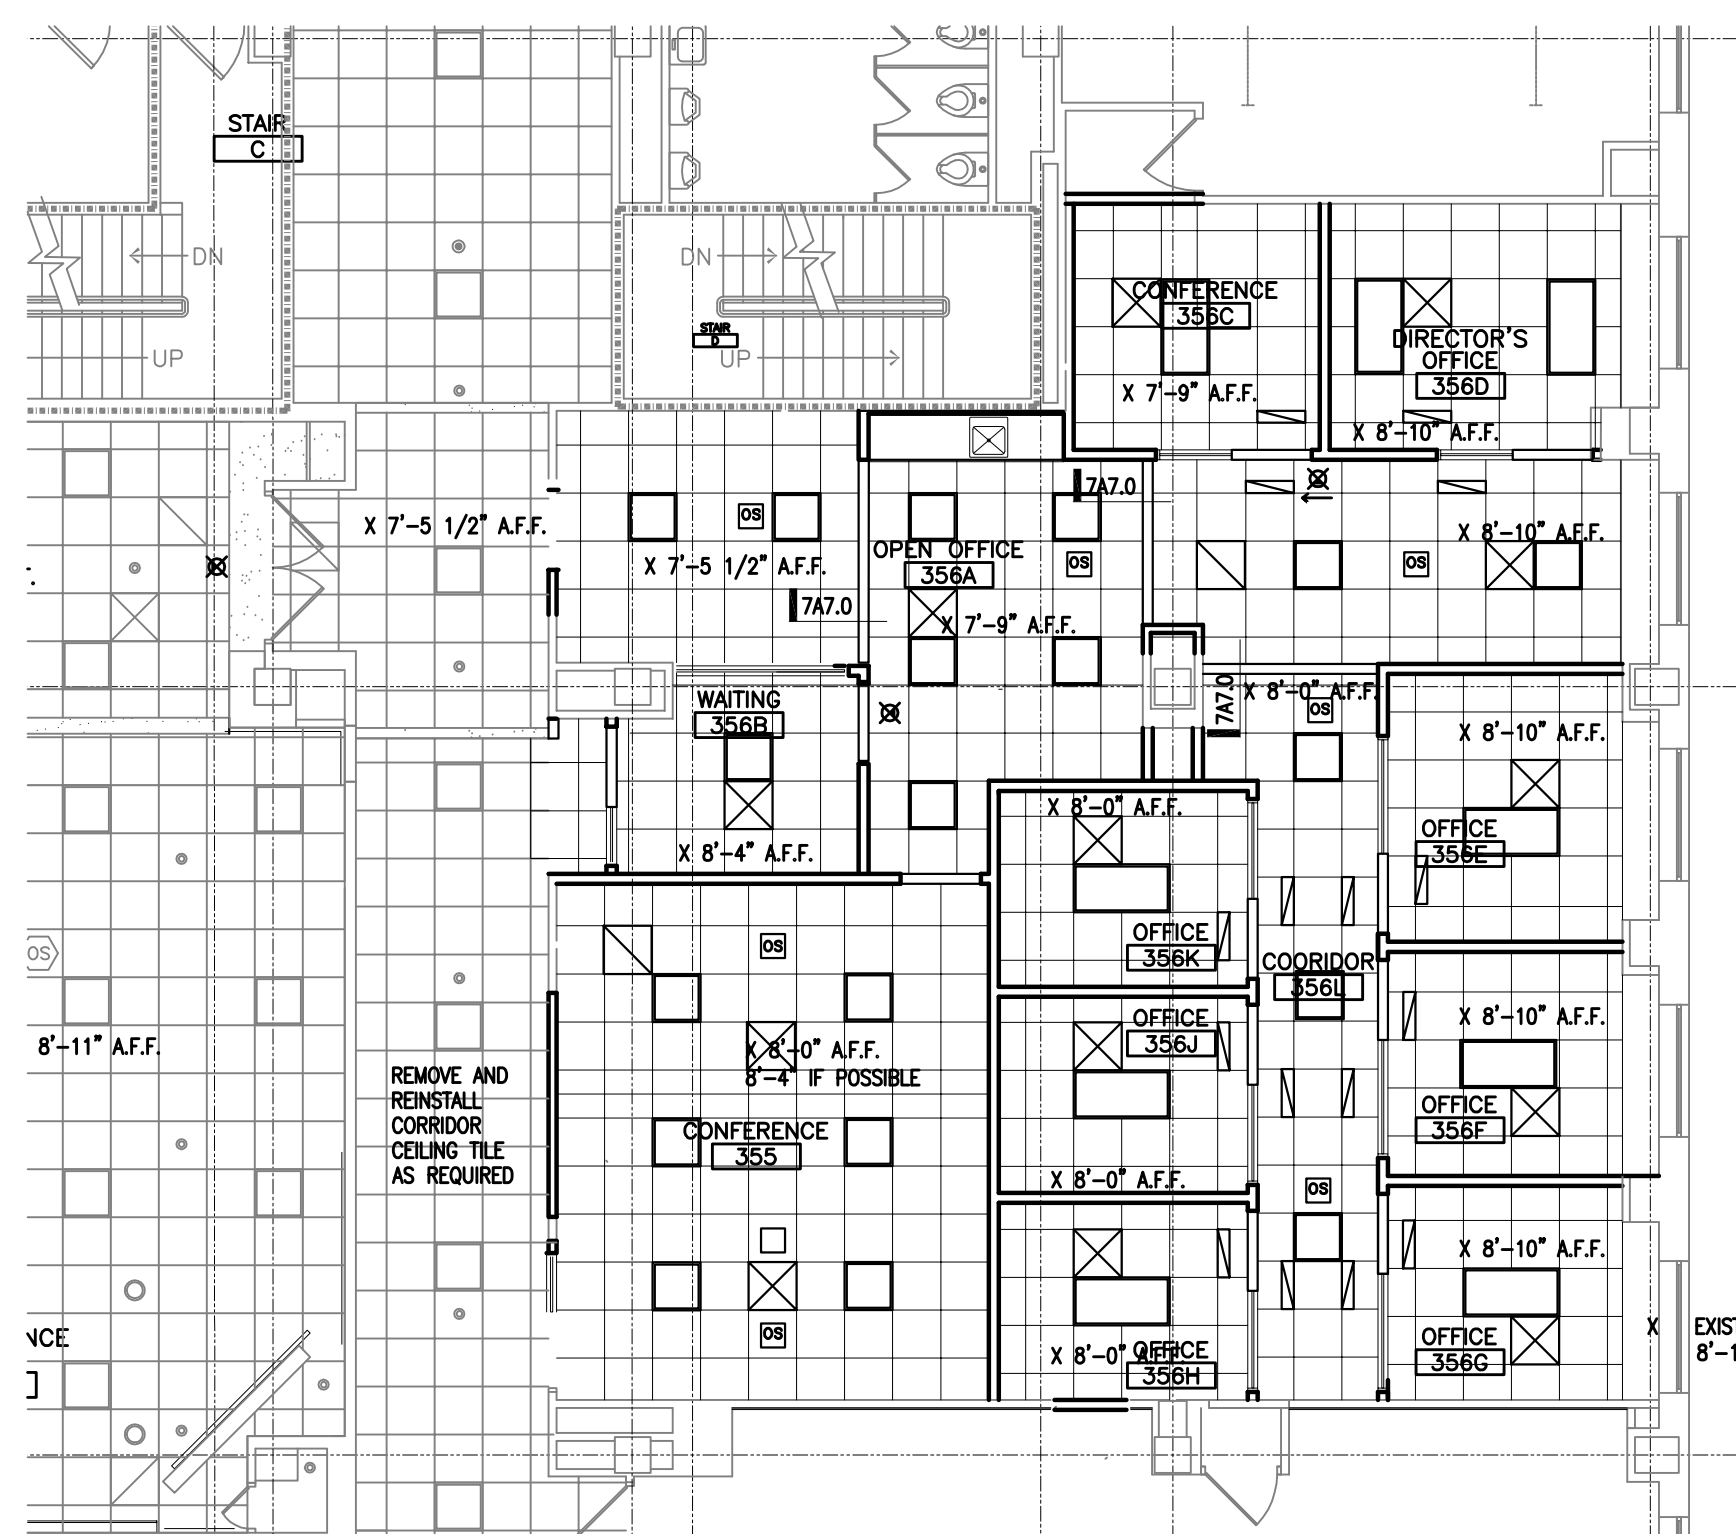 STAIR
C
DN
UP
DN
STAIR
D
UP
CONFERENCE
356C
X 7'-9" A.F.F.
DIRECTOR'S
OFFICE
356D
X 8'-10" A.F.F.
7A7.0
X 7'-5 1/2" A.F.F.
OS
X 7'-5 1/2" A.F.F.
7A7.0
OPEN OFFICE
356A
OS
X 7'-9" A.F.F.
X 8'-10" A.F.F.
OS
WAITING
356B
X 8'-4" A.F.F.
7A7.0
X 8'-0" A.F.F.
OS
X 8'-10" A.F.F.
OFFICE
356E
X 8'-0" A.F.F.
OFFICE
356K
COORIDOR
356L
OS
OS
8'-11" A.F.F.
X 8'-0" A.F.F.
8'-4" IF POSSIBLE
OFFICE
356J
X 8'-10" A.F.F.
OFFICE
356F
REMOVE AND
REINSTALL
CORRIDOR
CEILING TILE
AS REQUIRED
CONFERENCE
355
X 8'-0" A.F.F.
OS
OS
X 8'-10" A.F.F.
OFFICE
356G
X 8'-0" A.F.F.
OFFICE
356H
NCE
X EXIST
8'-1